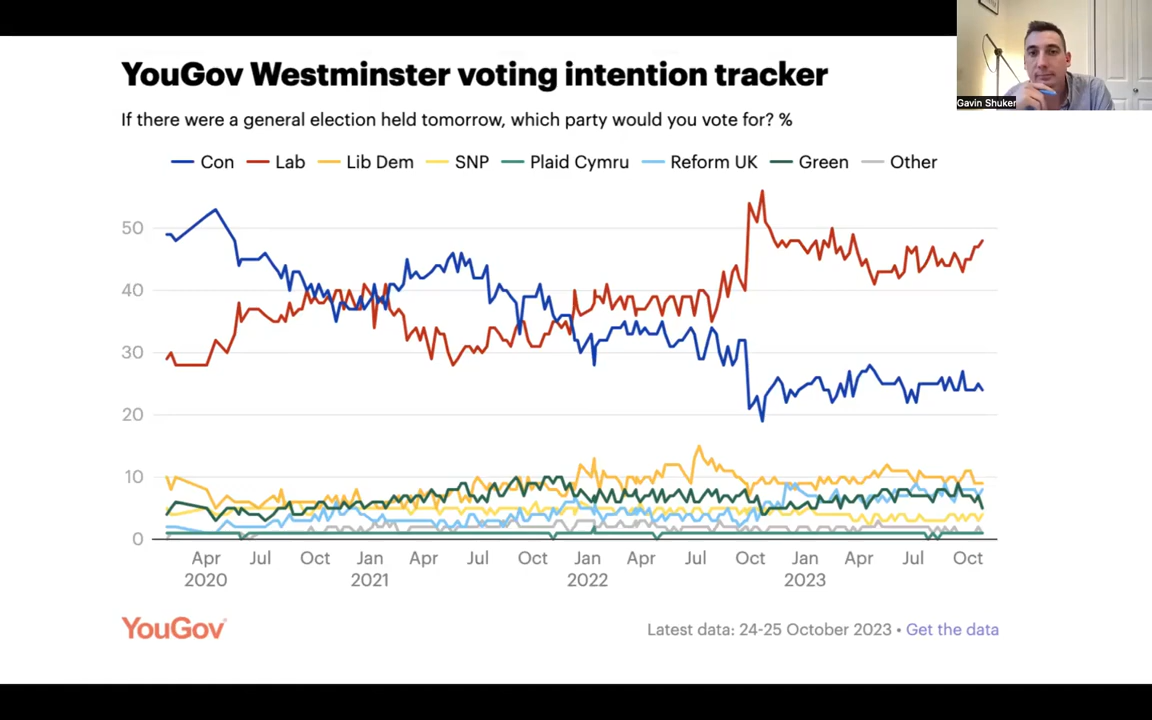 YouGov Westminster voting intention tracker
Gavin Shuker
If there were a general election held tomorrow, which party would you vote for? %
Con Lab Lib Dem SNP Plaid Cymru Reform UK Green Other
50
40
30
20
10
0
Apr Jul Oct Jan Apr Jul Oct Jan Apr Jul Oct Jan Apr Jul Oct
2020 2021 2022 2023
YouGov
Latest data: 24-25 October 2023 • Get the data